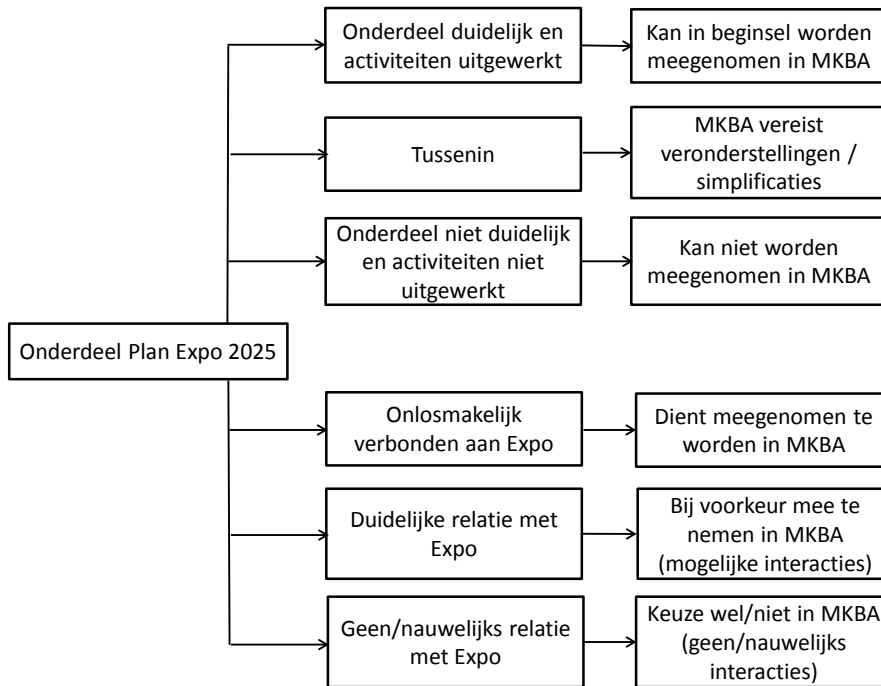 Onderdeel duidelijk en
activiteiten uitgewerkt
Kan in beginsel worden
meegenomen in MKBA
Tussenin
MKBA vereist
veronderstellingen /
simplificaties
Onderdeel niet duidelijk
en activiteiten niet
uitgewerkt
Kan niet worden
meegenomen in MKBA
Onderdeel Plan Expo 2025
Onlosmakelijk
verbonden aan Expo
Dient meegenomen te
worden in MKBA
Duidelijke relatie met
Expo
Bij voorkeur mee te
nemen in MKBA
(mogelijke interacties)
Geen/nauwelijks relatie
met Expo
Keuze wel/niet in MKBA
(geen/nauwelijks
interacties)